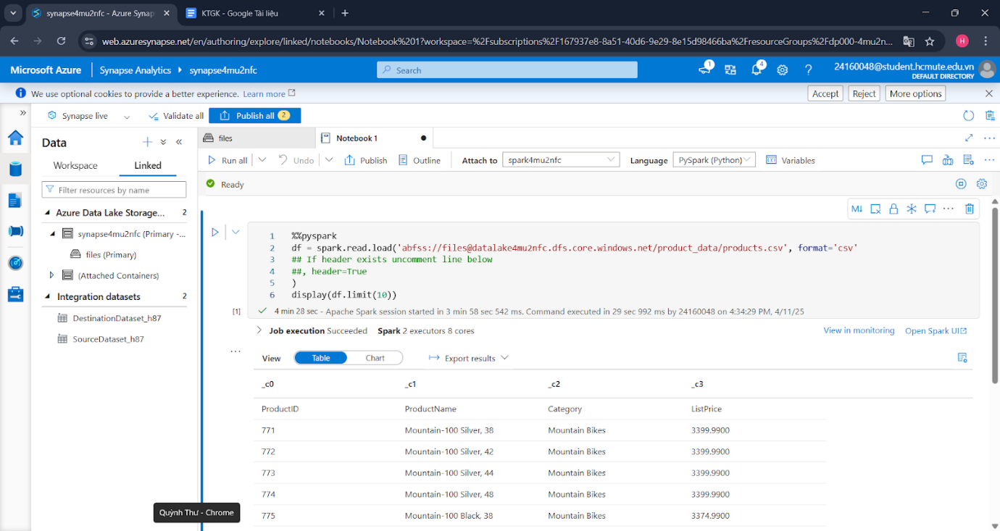 synapse4mu2nfc - Azure Synap
KTGK - Google Tài liệu
web.azuresynapse.net/en/authoring/explore/linked/notebooks/Notebook%201?workspace=%2Fsubscriptions%2F167937e8-8a51-40d6-9e29-8e15d98466ba%2FresourceGroups%2Fdp000-4mu2n...
H
Microsoft Azure
Synapse Analytics
synapse4mu2nfc
Search
1
4
24160048@student.hcmute.edu.vn
DEFAULT DIRECTORY
We use optional cookies to provide a better experience. Learn more
Accept
Reject
More options
Synapse live
Validate all
Publish all 2
Data
Workspace
Linked
Filter resources by name
Azure Data Lake Storage... 2
synapse4mu2nfc (Primary -...
files (Primary)
(Attached Containers)
Integration datasets 2
DestinationDataset_h87
SourceDataset_h87
files
Notebook 1
Run all
Undo
Publish
Outline
Attach to
spark4mu2nfc
Language
PySpark (Python)
Variables
Ready
M↓
1 %%pyspark
2 df = spark.read.load('abfss://files@datalake4mu2nfc.dfs.core.windows.net/product_data/products.csv', format='csv'
3 ## If header exists uncomment line below
4 ##, header=True
5 )
6 display(df.limit(10))
[1] 4 min 28 sec - Apache Spark session started in 3 min 58 sec 542 ms. Command executed in 29 sec 992 ms by 24160048 on 4:34:29 PM, 4/11/25
Job execution Succeeded Spark 2 executors 8 cores
View in monitoring
Open Spark UI
View
Table
Chart
Export results
_c0 _c1 _c2 _c3
ProductID ProductName Category ListPrice
771 Mountain-100 Silver, 38 Mountain Bikes 3399.9900
772 Mountain-100 Silver, 42 Mountain Bikes 3399.9900
773 Mountain-100 Silver, 44 Mountain Bikes 3399.9900
774 Mountain-100 Silver, 48 Mountain Bikes 3399.9900
775 Mountain-100 Black, 38 Mountain Bikes 3374.9900
Quỳnh Thư - Chrome